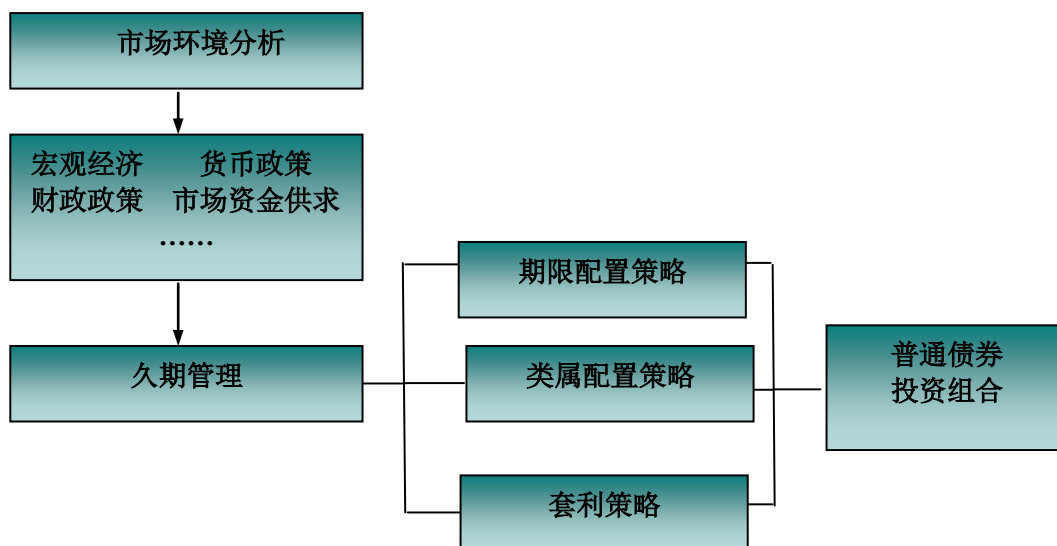 市场环境分析
宏观经济 货币政策
财政政策 市场资金供求
......
久期管理
期限配置策略
类属配置策略
套利策略
普通债券
投资组合